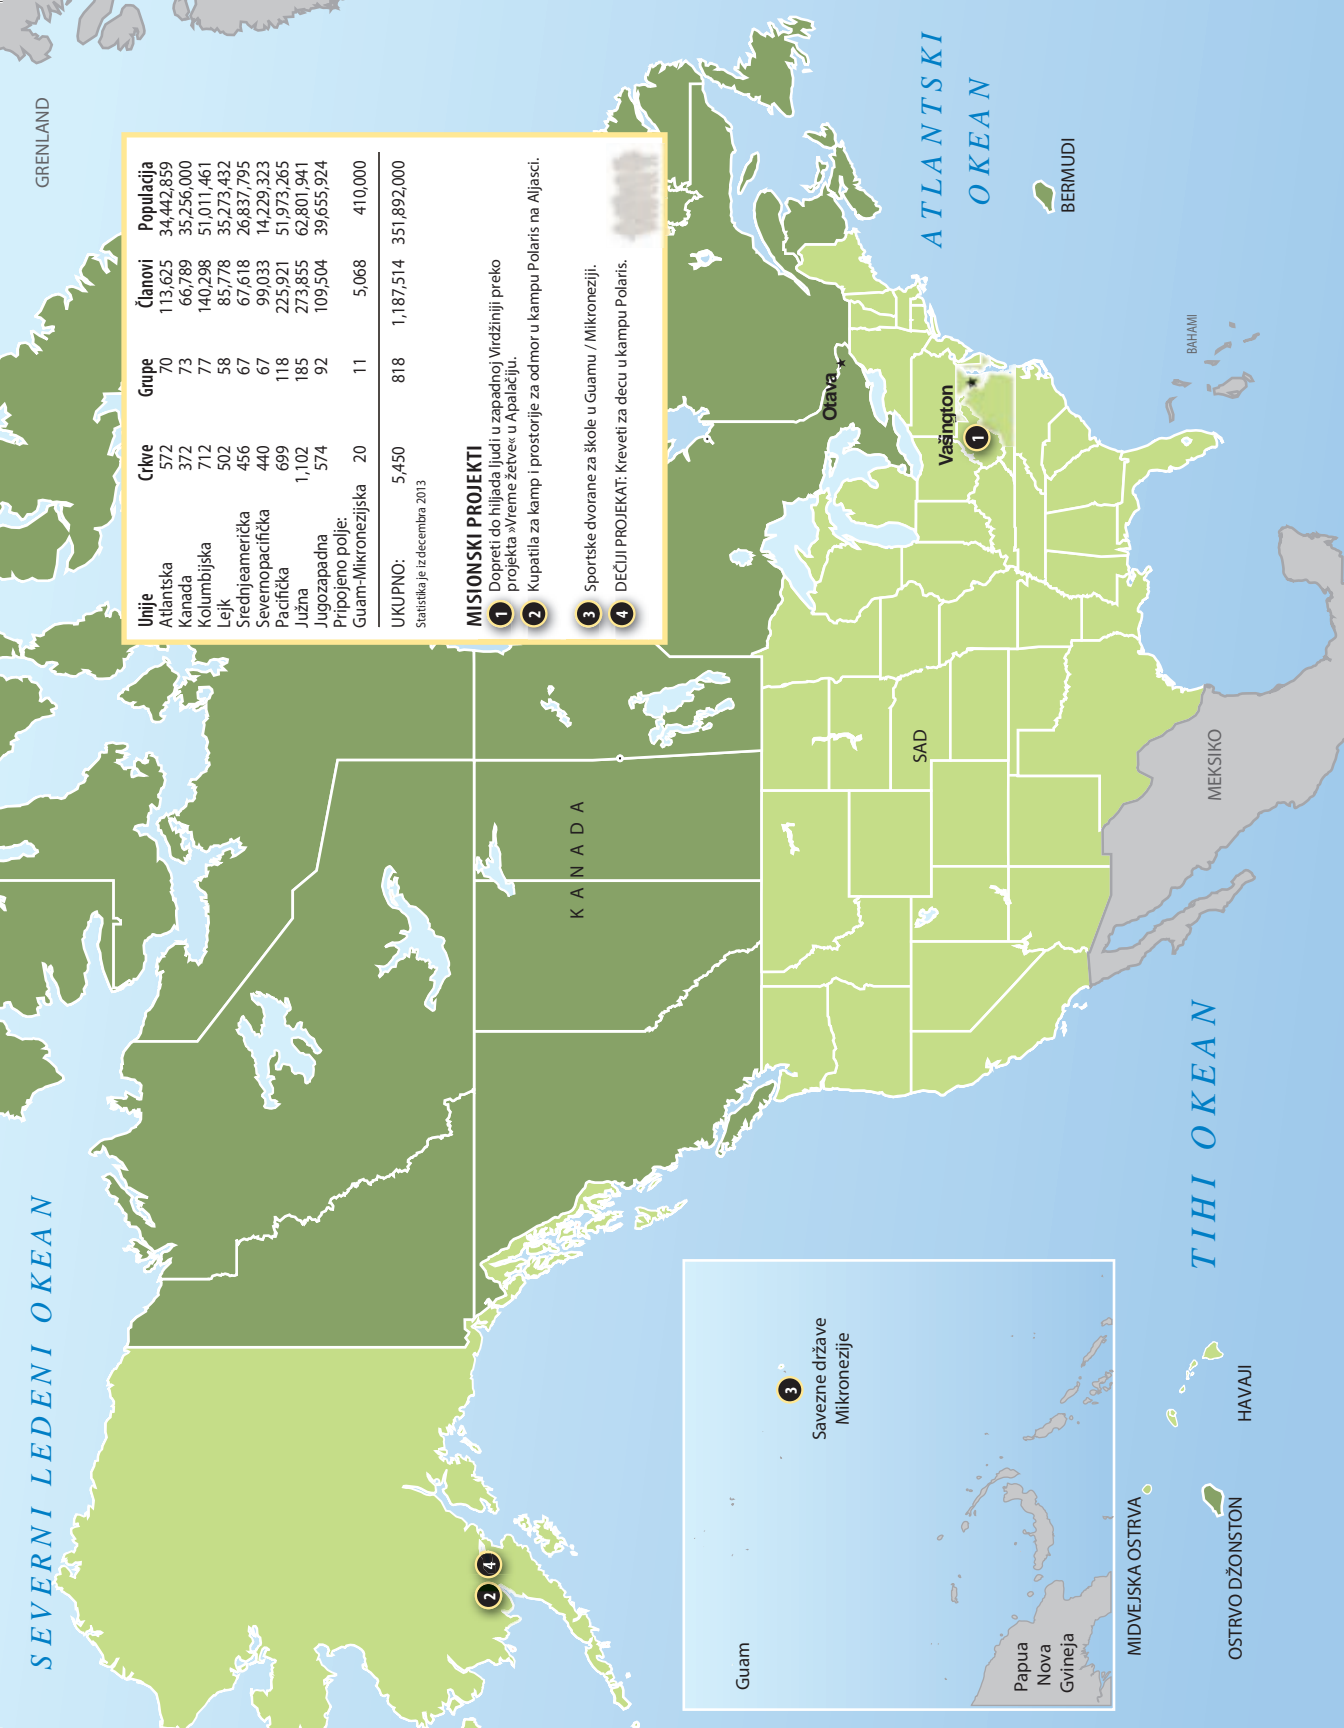 SEVERNI LEDENI OKEAN
GRENLAND
Unije Crkve Grupe Članovi Populacija
Atlantska 572 70 113,625 34,442,859
Kanada 372 73 66,789 35,256,000
Kolumbijska 712 77 140,298 51,011,461
Lejk 502 58 85,778 35,273,432
Srednjeamerička 456 67 67,618 26,837,795
Severnopacifička 440 67 99,033 14,229,323
Pacifička 699 118 225,921 51,973,265
Južna 1,102 185 273,855 62,801,941
Jugozapadna 574 92 109,504 39,655,924
Pripojeno polje:
Guam-Mikronezijska 20 11 5,068 410,000
UKUPNO: 5,450 818 1,187,514 351,892,000
Statistika je iz decembra 2013
MISIONSKI PROJEKTI
1 Dopreti do hiljada ljudi u zapadnoj Virdžiniji preko
projekta »Vreme žetve« u Apalačiju.
2 Kupatila za kamp i prostorije za odmor u kampu Polaris na Aljasci.
3 Sportske dvorane za škole u Guamu / Mikroneziji.
4 DEČIJI PROJEKAT: Kreveti za decu u kampu Polaris.
2 4
KANADA
Otava
SAD
Vašington
1
ATLANTSKI
OKEAN
BERMUDI
BAHAMI
MEKSIKO
TIHI OKEAN
Guam
3
Savezne države
Mikronezije
Papua
Nova
Gvineja
MIDVEJSKA OSTRVA
OSTRVO DŽONSTON
HAVAJI